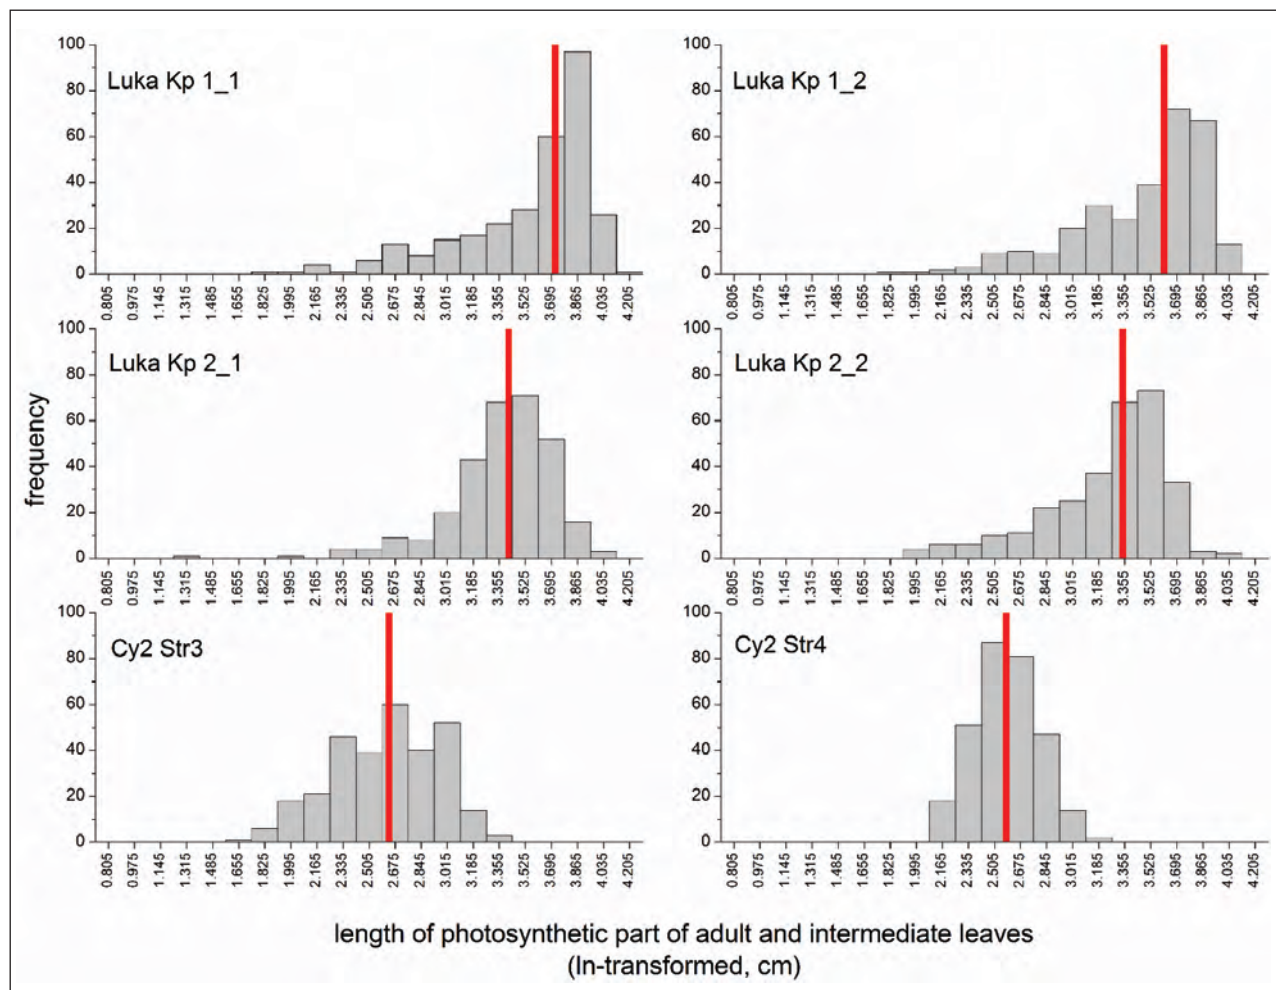 Luka Kp 1_1
100
80
60
40
20
0
0.805 0.975 1.145 1.315 1.485 1.655 1.825 1.995 2.165 2.335 2.505 2.675 2.845 3.015 3.185 3.355 3.525 3.695 3.865 4.035 4.205
Luka Kp 1_2
100
80
60
40
20
0
0.805 0.975 1.145 1.315 1.485 1.655 1.825 1.995 2.165 2.335 2.505 2.675 2.845 3.015 3.185 3.355 3.525 3.695 3.865 4.035 4.205
frequency
Luka Kp 2_1
100
80
60
40
20
0
0.805 0.975 1.145 1.315 1.485 1.655 1.825 1.995 2.165 2.335 2.505 2.675 2.845 3.015 3.185 3.355 3.525 3.695 3.865 4.035 4.205
Luka Kp 2_2
100
80
60
40
20
0
0.805 0.975 1.145 1.315 1.485 1.655 1.825 1.995 2.165 2.335 2.505 2.675 2.845 3.015 3.185 3.355 3.525 3.695 3.865 4.035 4.205
Cy2 Str3
100
80
60
40
20
0
0.805 0.975 1.145 1.315 1.485 1.655 1.825 1.995 2.165 2.335 2.505 2.675 2.845 3.015 3.185 3.355 3.525 3.695 3.865 4.035 4.205
Cy2 Str4
100
80
60
40
20
0
0.805 0.975 1.145 1.315 1.485 1.655 1.825 1.995 2.165 2.335 2.505 2.675 2.845 3.015 3.185 3.355 3.525 3.695 3.865 4.035 4.205
length of photosynthetic part of adult and intermediate leaves
(ln-transformed, cm)